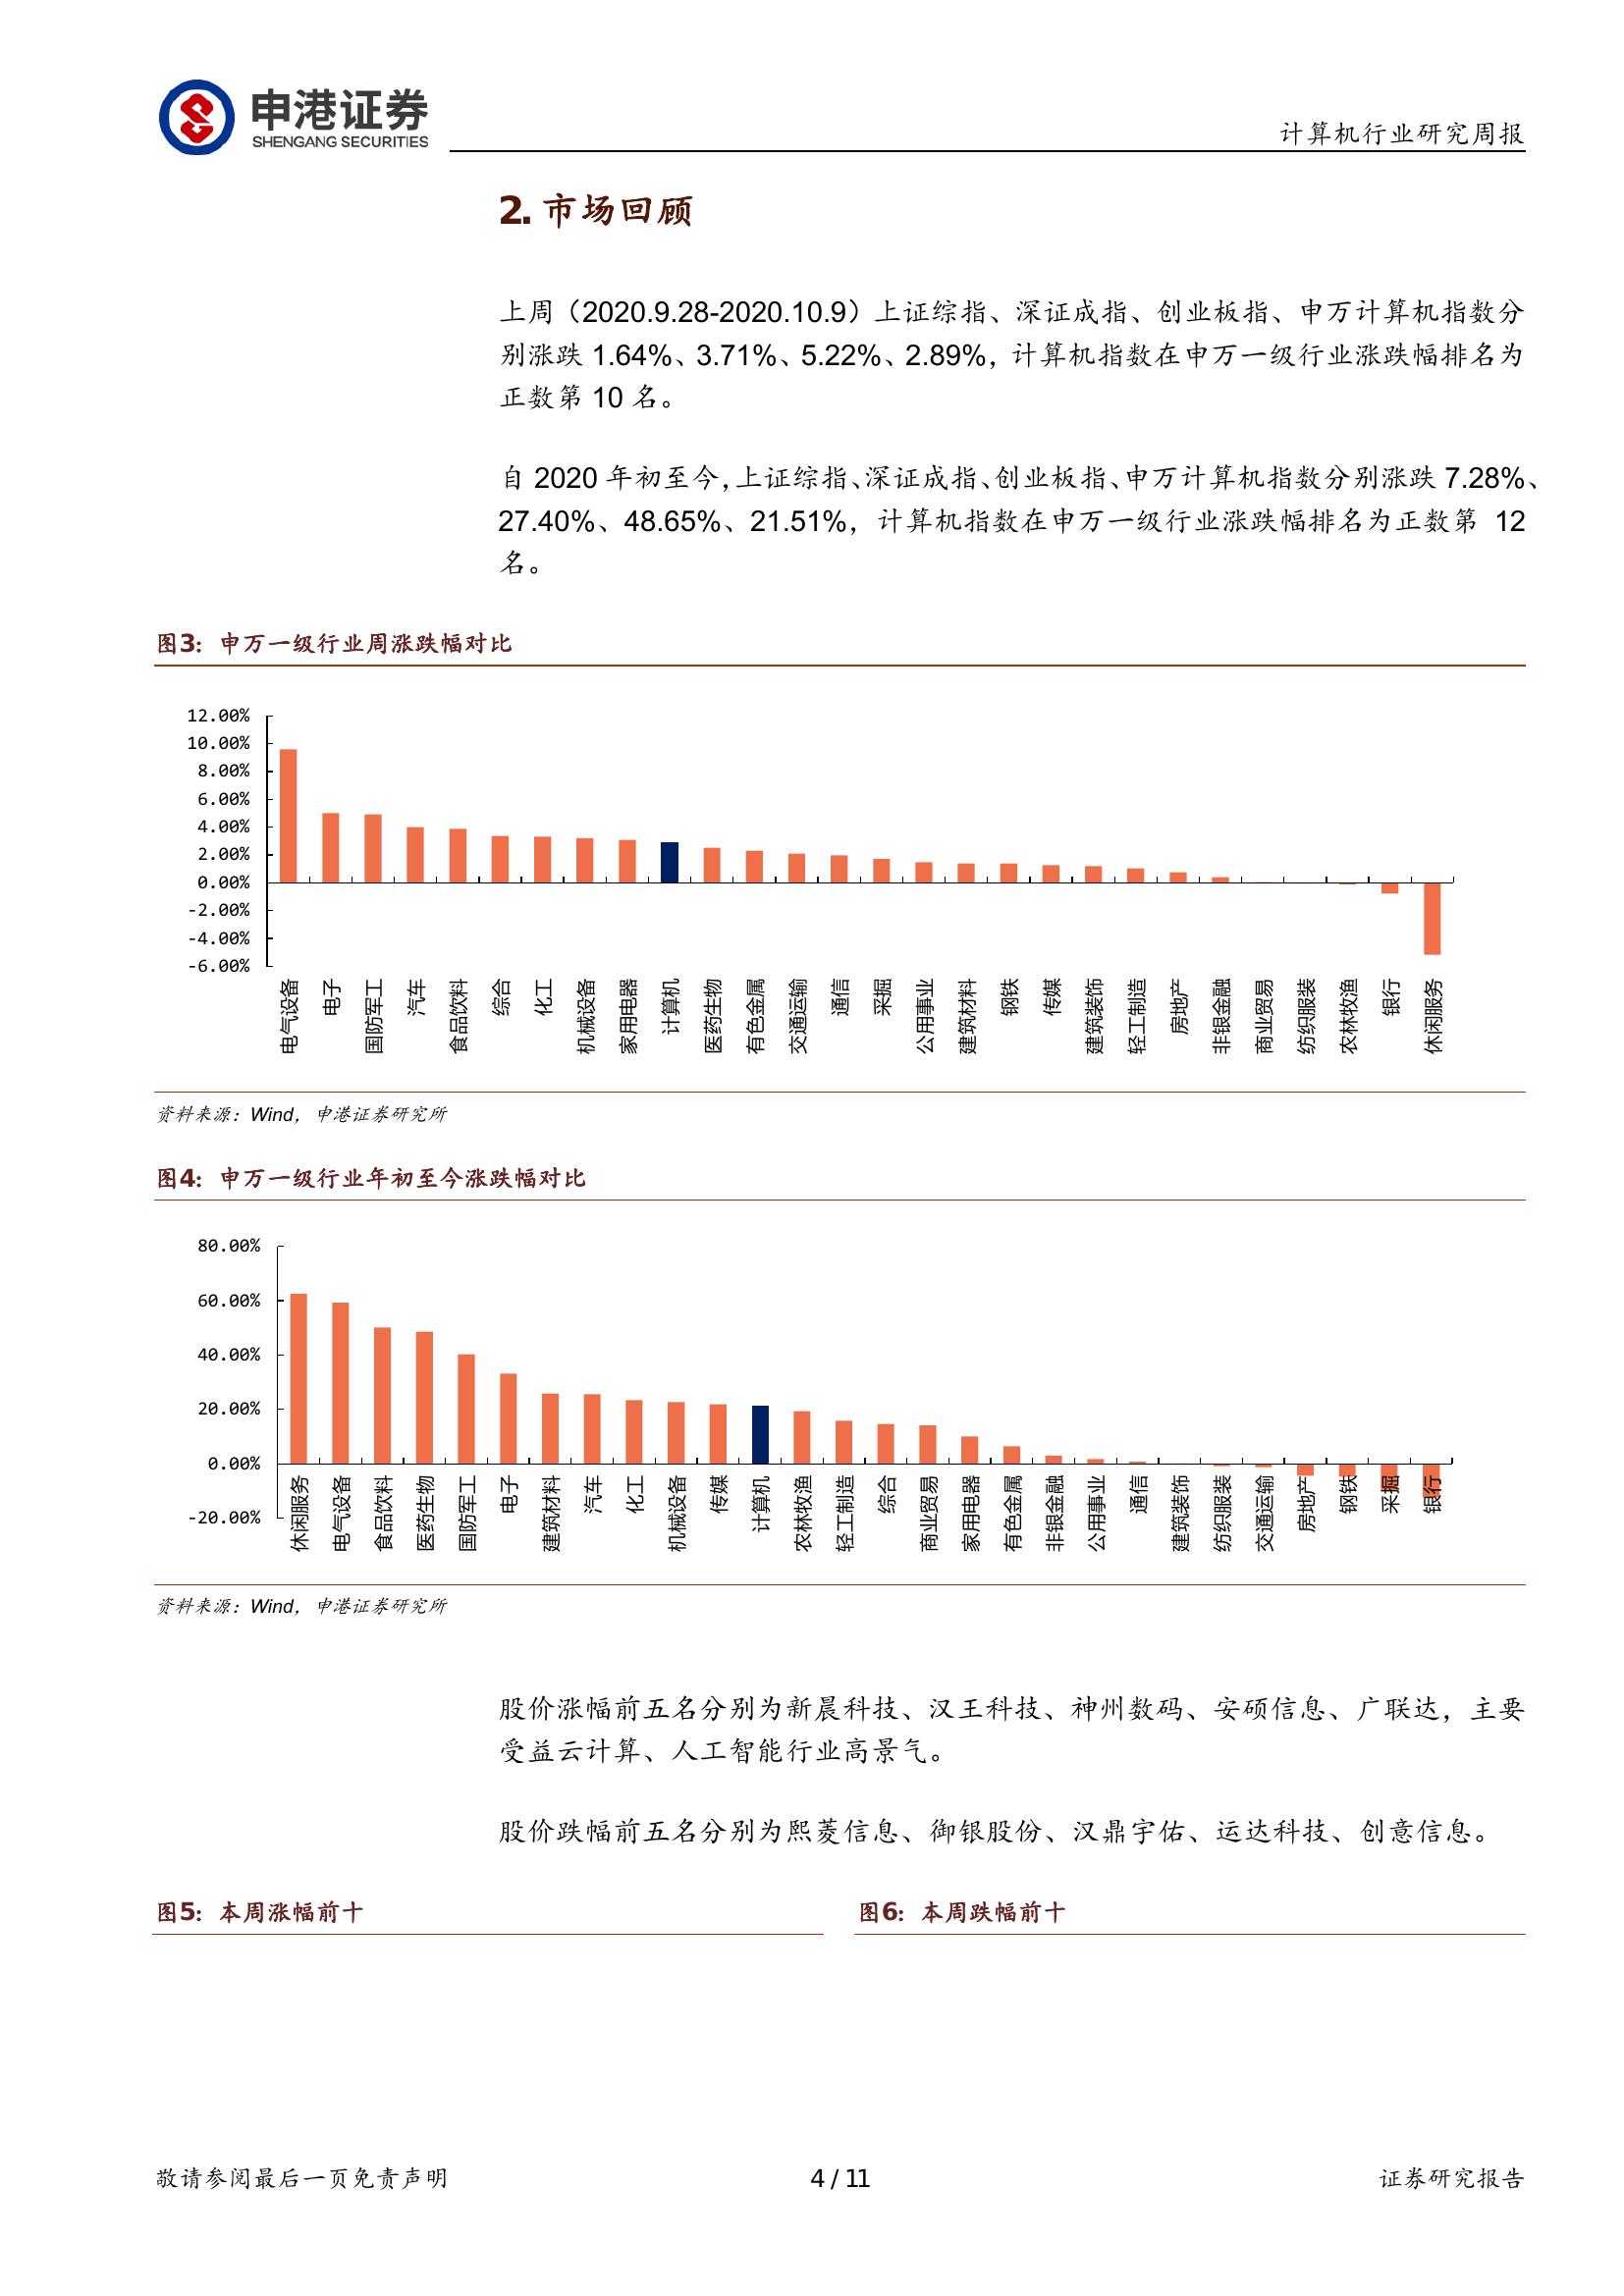 申港证券
SHENGANG SECURITIES
计算机行业研究周报
2. 市场回顾
上周（2020.9.28-2020.10.9）上证综指、深证成指、创业板指、申万计算机指数分
别涨跌 1.64%、3.71%、5.22%、2.89%，计算机指数在申万一级行业涨跌幅排名为
正数第 10 名。
自 2020 年初至今，上证综指、深证成指、创业板指、申万计算机指数分别涨跌 7.28%、
27.40%、48.65%、21.51%，计算机指数在申万一级行业涨跌幅排名为正数第 12
名。
图3：申万一级行业周涨跌幅对比
12.00%
10.00%
8.00%
6.00%
4.00%
2.00%
0.00%
-2.00%
-4.00%
-6.00%
电气设备
电子
国防军工
汽车
食品饮料
综合
化工
机械设备
家用电器
计算机
医药生物
有色金属
交通运输
通信
采掘
公用事业
建筑材料
钢铁
传媒
建筑装饰
轻工制造
房地产
非银金融
商业贸易
纺织服装
农林牧渔
银行
休闲服务
资料来源：Wind，申港证券研究所
图4：申万一级行业年初至今涨跌幅对比
80.00%
60.00%
40.00%
20.00%
0.00%
-20.00%
休闲服务
电气设备
食品饮料
医药生物
国防军工
电子
建筑材料
汽车
化工
机械设备
传媒
计算机
农林牧渔
轻工制造
综合
商业贸易
家用电器
有色金属
非银金融
公用事业
通信
建筑装饰
纺织服装
交通运输
房地产
钢铁
采掘
银行
资料来源：Wind，申港证券研究所
股价涨幅前五名分别为新晨科技、汉王科技、神州数码、安硕信息、广联达，主要
受益云计算、人工智能行业高景气。
股价跌幅前五名分别为熙菱信息、御银股份、汉鼎宇佑、运达科技、创意信息。
图5：本周涨幅前十
图6：本周跌幅前十
敬请参阅最后一页免责声明
4 / 11
证券研究报告